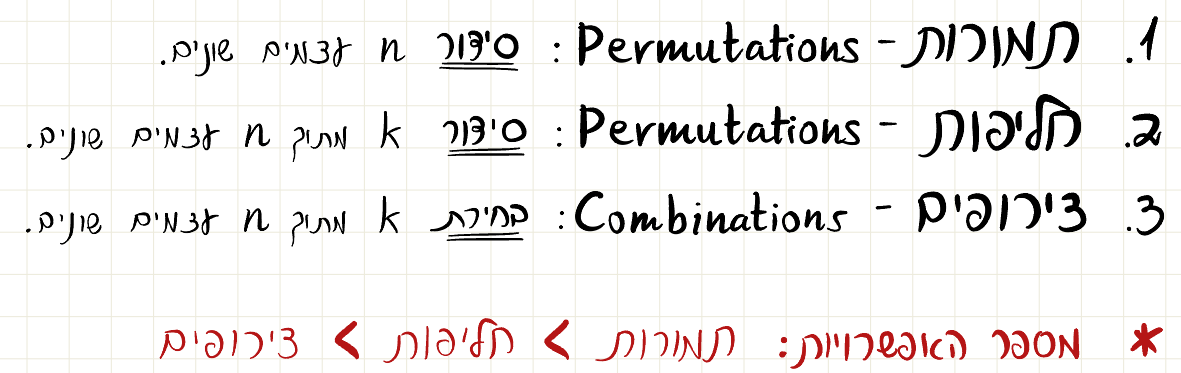 1. תמורות - Permutations: סידור n עצמים שונים.
2. חליפות - Permutations: סידור k מתוך n עצמים שונים.
3. צירופים - Combinations: בחירת k מתוך n עצמים שונים.
* מספר האפשרויות: תמורות > חליפות > צירופים